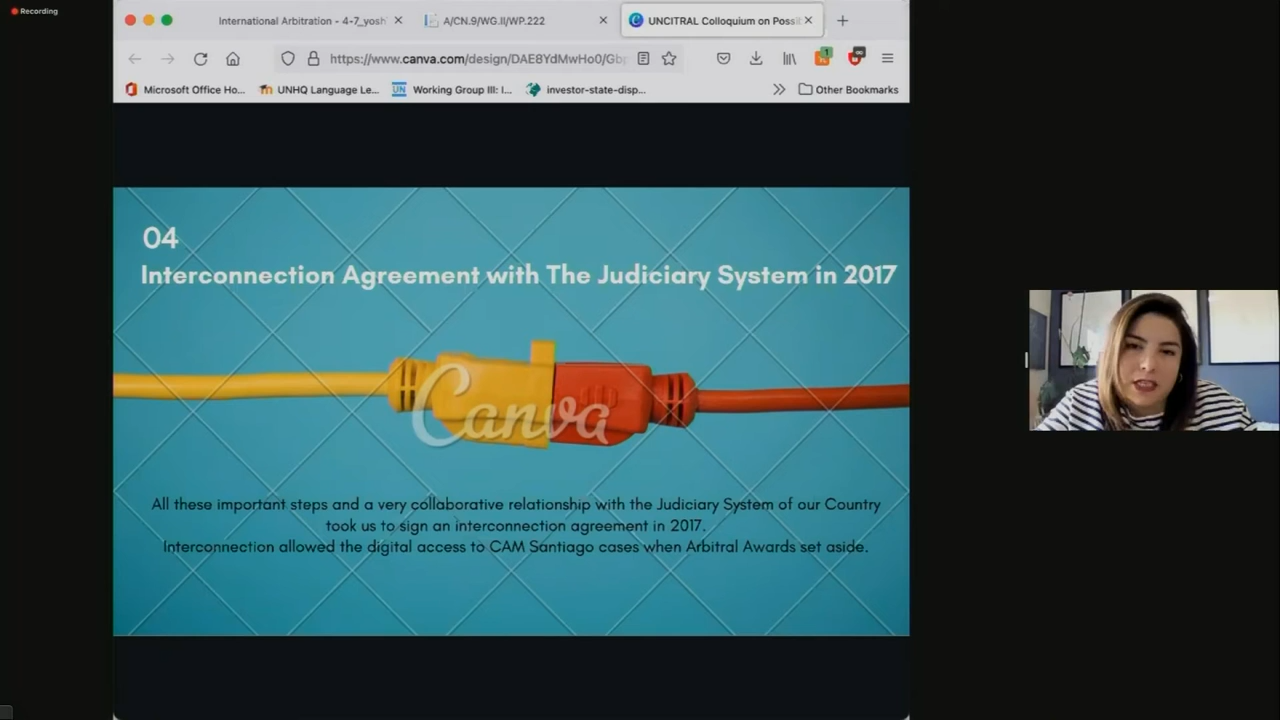 Recording
International Arbitration - 4-7_yosh
A/CN.9/WG.II/WP.222
UNCITRAL Colloquium on Possib
https://www.canva.com/design/DAE8YdMwHo0/Gb
1
Microsoft Office Ho...
UNHQ Language Le...
UN
Working Group III: I...
investor-state-disp...
Other Bookmarks
04
Interconnection Agreement with The Judiciary System in 2017
Canva
All these important steps and a very collaborative relationship with the Judiciary System of our Country
took us to sign an interconnection agreement in 2017.
Interconnection allowed the digital access to CAM Santiago cases when Arbitral Awards set aside.